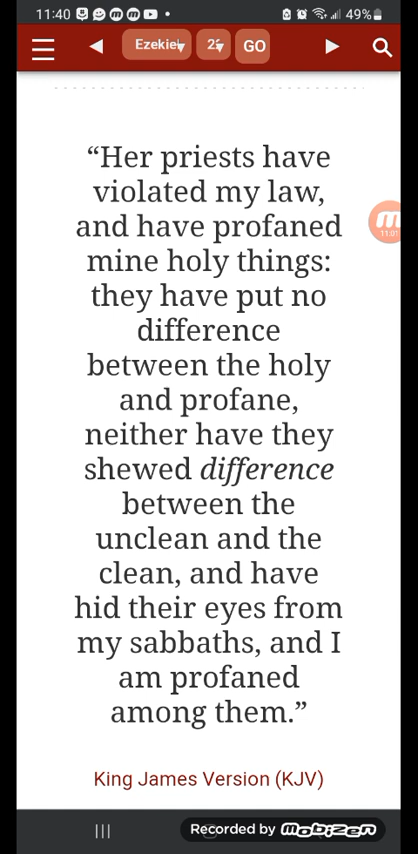 11:40 49%
Ezekiel 22 GO
“Her priests have
violated my law,
and have profaned
mine holy things:
they have put no
difference
between the holy
and profane,
neither have they
shewed difference
between the
unclean and the
clean, and have
hid their eyes from
my sabbaths, and I
am profaned
among them.”
King James Version (KJV)
11:01
Recorded by mobizen